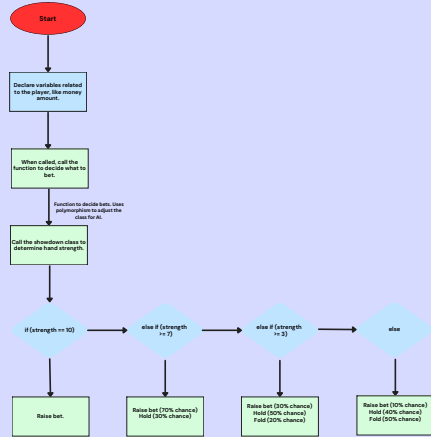 Start
Declare variables related
to the player, like money
amount.
When called, call the
function to decide what to
bet.
Function to decide bets. Uses
polymorphism to adjust the
class for AI.
Call the showdown class to
determine hand strength.
if (strength == 10)
else if (strength
>= 7)
else if (strength
>= 3)
else
Raise bet.
Raise bet (70% chance)
Hold (30% chance)
Raise bet (30% chance)
Hold (50% chance)
Fold (20% chance)
Raise bet (10% chance)
Hold (40% chance)
Fold (50% chance)